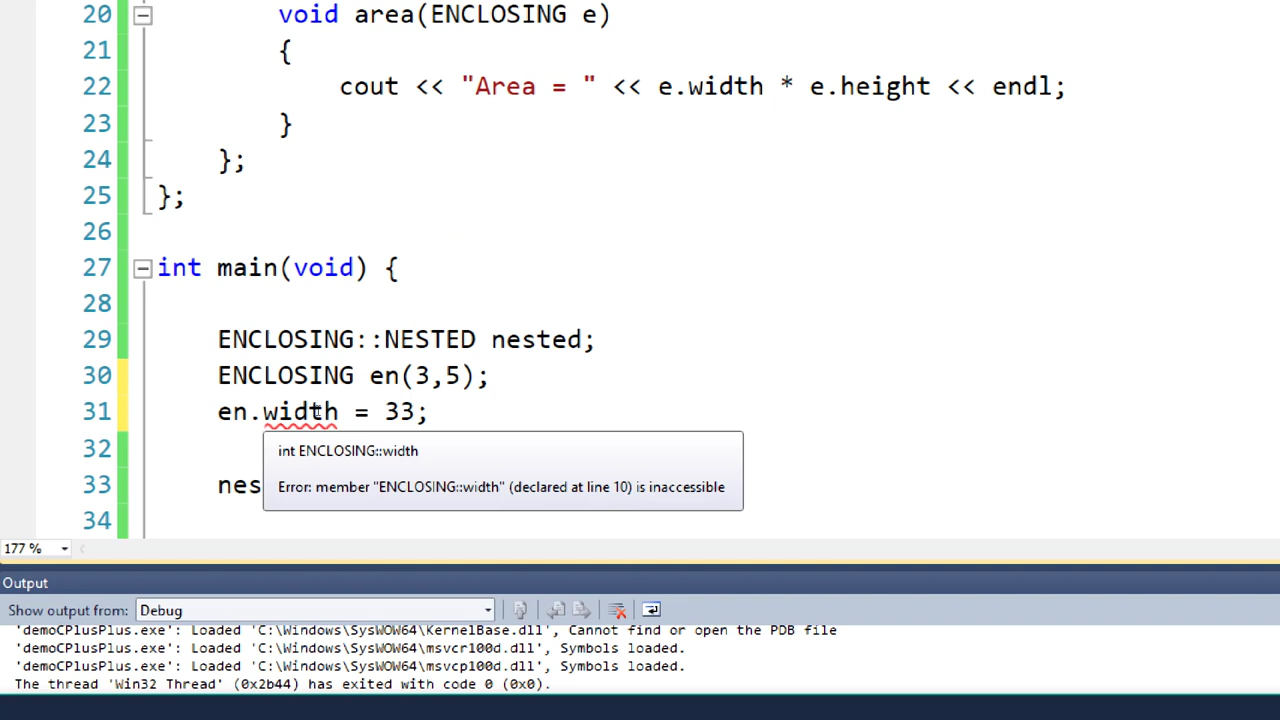 20 void area(ENCLOSING e)
21 {
22 cout << "Area = " << e.width * e.height << endl;
23 }
24 };
25 };
26
27 int main(void) {
28
29 ENCLOSING::NESTED nested;
30 ENCLOSING en(3,5);
31 en.width = 33;
32
int ENCLOSING::width
33 nes
Error: member "ENCLOSING::width" (declared at line 10) is inaccessible
34
177 %
Output
Show output from: Debug
'demoCPlusPlus.exe': Loaded 'C:\Windows\SysWOW64\KernelBase.dll', Cannot find or open the PDB file
'demoCPlusPlus.exe': Loaded 'C:\Windows\SysWOW64\msvcr100d.dll', Symbols loaded.
'demoCPlusPlus.exe': Loaded 'C:\Windows\SysWOW64\msvcp100d.dll', Symbols loaded.
The thread 'Win32 Thread' (0x2b44) has exited with code 0 (0x0).